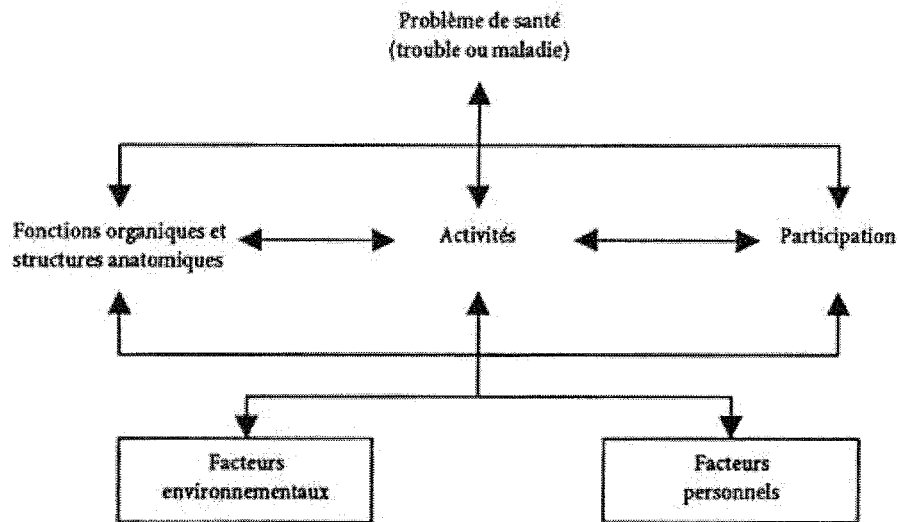 Problème de santé
(trouble ou maladie)
Fonctions organiques et
structures anatomiques
Activités
Participation
Facteurs
environnementaux
Facteurs
personnels